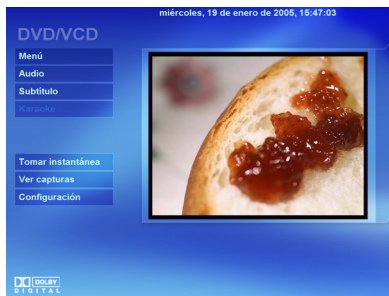 miércoles, 19 de enero de 2005, 15:47:03
DVD/VCD
Menú
Audio
Subtítulo
Karaoke
Tomar instantánea
Ver capturas
Configuración
DOLBY
DIGITAL